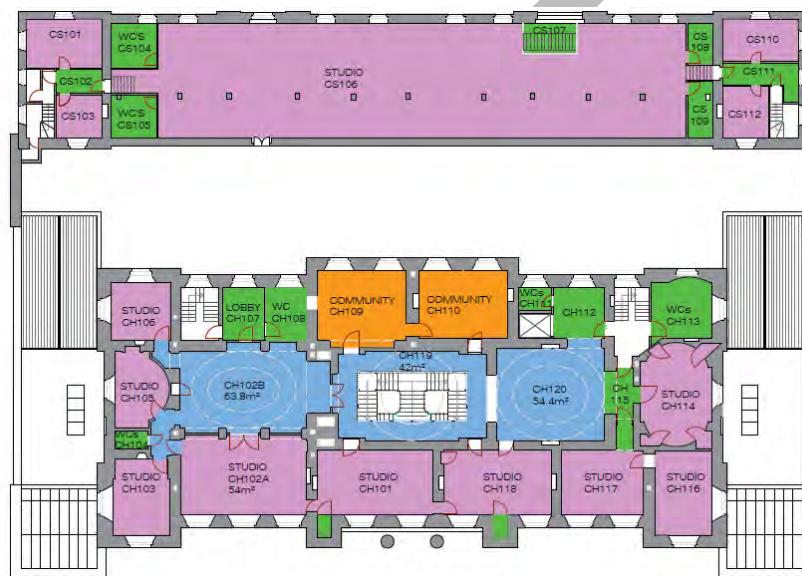 CS101
WC'S
CS104
CS107
CS
108
CS110
CS102
STUDIO
CS106
CS111
CS103
WC'S
CS105
CS
109
CS112
STUDIO
CH106
LOBBY
CH107
WC
CH108
COMMUNITY
CH109
COMMUNITY
CH110
WCs
CH111
CH112
WCs
CH113
STUDIO
CH105
CH102B
63.8m²
CH119
42m²
CH120
54.4m²
CH
115
STUDIO
CH114
WCs
CH104
STUDIO
CH103
STUDIO
CH102A
54m²
STUDIO
CH101
STUDIO
CH118
STUDIO
CH117
STUDIO
CH116